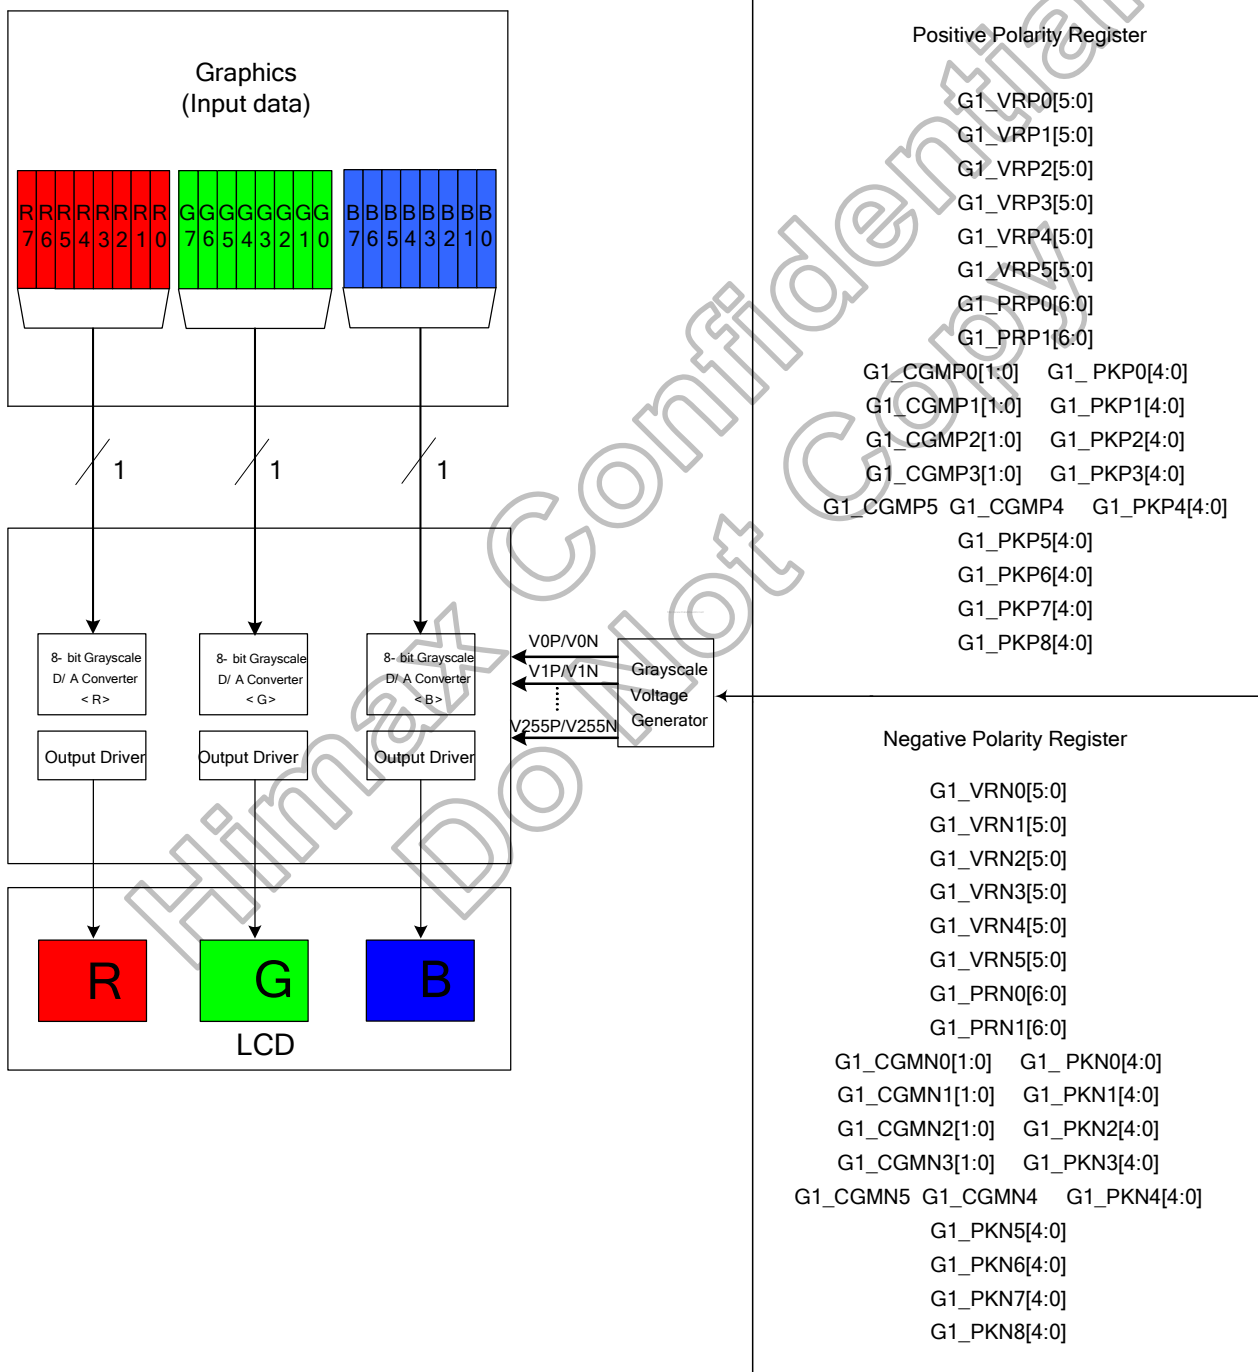 Graphics
(Input data)
R R R R R R R R
7 6 5 4 3 2 1 0
G G G G G G G G
7 6 5 4 3 2 1 0
B B B B B B B B
7 6 5 4 3 2 1 0
1
1
1
8- bit Grayscale
D/ A Converter
< R>
8- bit Grayscale
D/ A Converter
< G>
8- bit Grayscale
D/ A Converter
< B>
Output Driver
Output Driver
Output Driver
V0P/V0N
V1P/V1N
V255P/V255N
Grayscale
Voltage
Generator
R
G
B
LCD
Positive Polarity Register
G1_VRP0[5:0]
G1_VRP1[5:0]
G1_VRP2[5:0]
G1_VRP3[5:0]
G1_VRP4[5:0]
G1_VRP5[5:0]
G1_PRP0[6:0]
G1_PRP1[6:0]
G1_CGMP0[1:0] G1_ PKP0[4:0]
G1_CGMP1[1:0] G1_PKP1[4:0]
G1_CGMP2[1:0] G1_PKP2[4:0]
G1_CGMP3[1:0] G1_PKP3[4:0]
G1_CGMP5 G1_CGMP4 G1_PKP4[4:0]
G1_PKP5[4:0]
G1_PKP6[4:0]
G1_PKP7[4:0]
G1_PKP8[4:0]
Negative Polarity Register
G1_VRN0[5:0]
G1_VRN1[5:0]
G1_VRN2[5:0]
G1_VRN3[5:0]
G1_VRN4[5:0]
G1_VRN5[5:0]
G1_PRN0[6:0]
G1_PRN1[6:0]
G1_CGMN0[1:0] G1_ PKN0[4:0]
G1_CGMN1[1:0] G1_PKN1[4:0]
G1_CGMN2[1:0] G1_PKN2[4:0]
G1_CGMN3[1:0] G1_PKN3[4:0]
G1_CGMN5 G1_CGMN4 G1_PKN4[4:0]
G1_PKN5[4:0]
G1_PKN6[4:0]
G1_PKN7[4:0]
G1_PKN8[4:0]
Himax Confidential
Do Not Copy